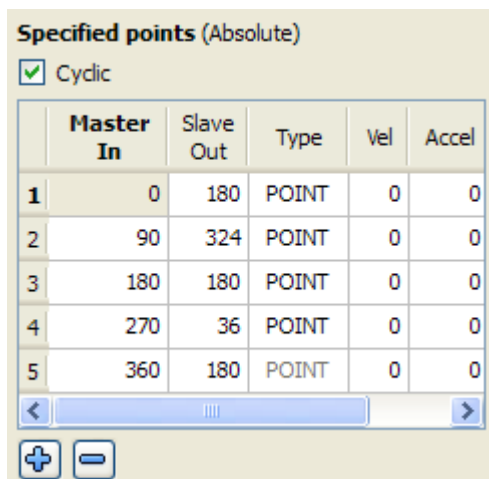 Specified points (Absolute)
Cyclic
Master In Slave Out Type Vel Accel
1 0 180 POINT 0 0
2 90 324 POINT 0 0
3 180 180 POINT 0 0
4 270 36 POINT 0 0
5 360 180 POINT 0 0